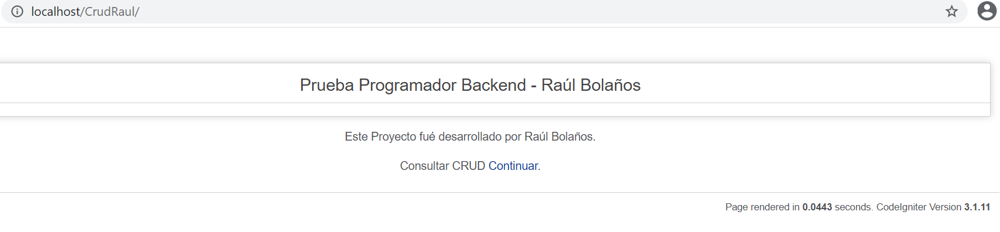 localhost/CrudRaul/
Prueba Programador Backend - Raúl Bolaños
Este Proyecto fué desarrollado por Raúl Bolaños.
Consultar CRUD Continuar.
Page rendered in 0.0443 seconds. CodeIgniter Version 3.1.11